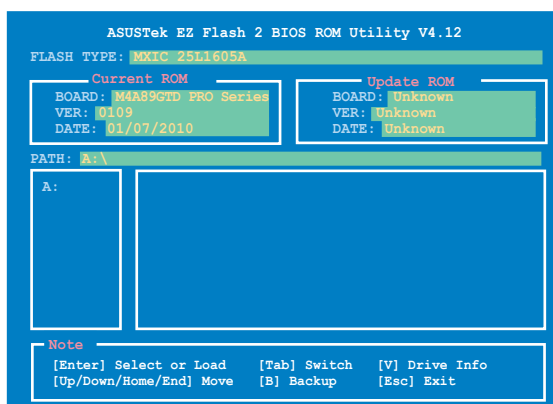 ASUSTek EZ Flash 2 BIOS ROM Utility V4.12
FLASH TYPE: MXIC 25L1605A
Current ROM
BOARD: M4A89GTD PRO Series
VER: 0109
DATE: 01/07/2010
Update ROM
BOARD: Unknown
VER: Unknown
DATE: Unknown
PATH: A:\
A:
Note
[Enter] Select or Load [Tab] Switch [V] Drive Info
[Up/Down/Home/End] Move [B] Backup [Esc] Exit